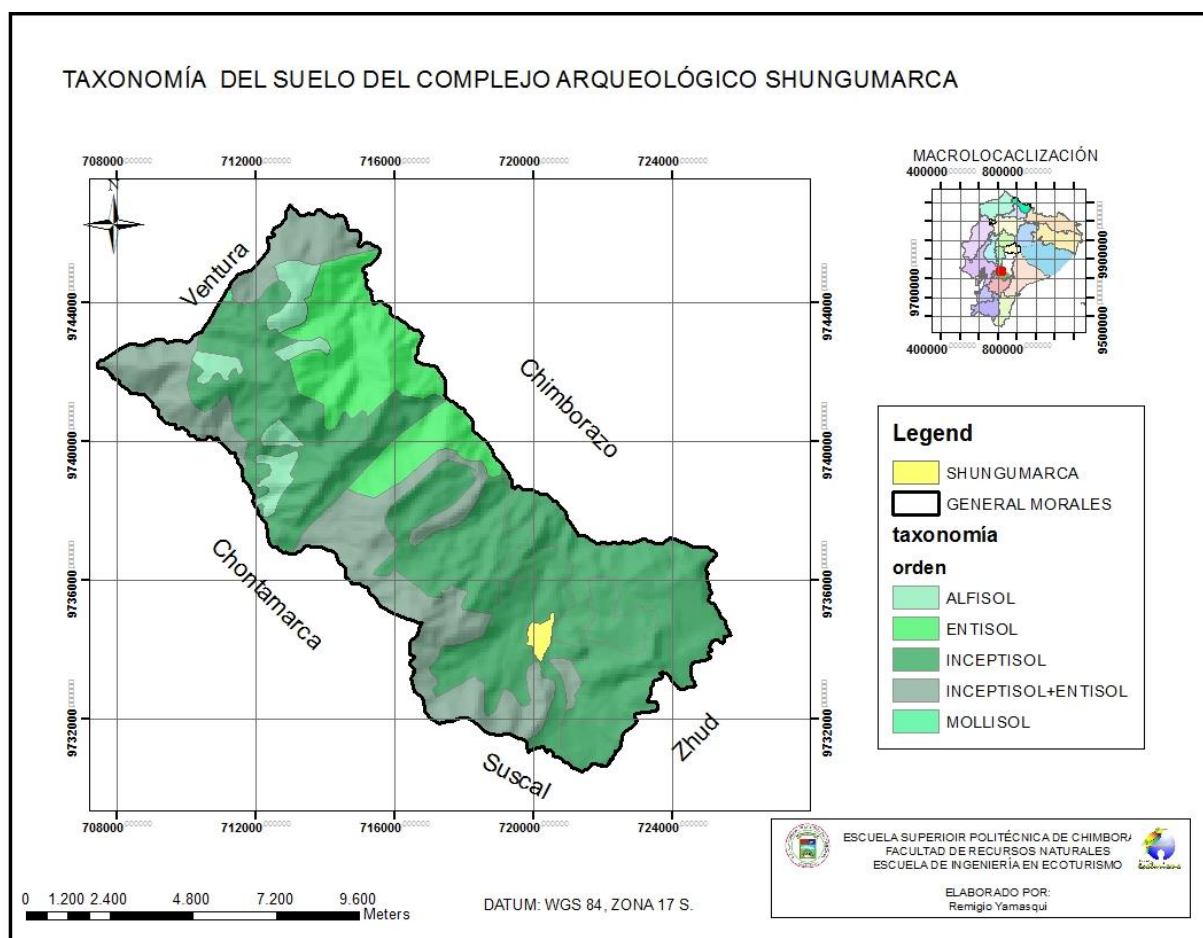 TAXONOMÍA DEL SUELO DEL COMPLEJO ARQUEOLÓGICO SHUNGUMARCA
708000 712000 716000 720000 724000
N
Ventura
Chimborazo
Chontamarca
Suscal
Zhud
9744000 9744000
9740000 9740000
9736000 9736000
9732000 9732000
708000 712000 716000 720000 724000
MACROLOCACLIZACIÓN
400000 800000
9700000
9900000
9500000
400000 800000
Legend
SHUNGUMARCA
GENERAL MORALES
taxonomía
orden
ALFISOL
ENTISOL
INCEPTISOL
INCEPTISOL+ENTISOL
MOLLISOL
0 1.200 2.400 4.800 7.200 9.600
Meters
DATUM: WGS 84, ZONA 17 S.
ESCUELA SUPERIOIR POLITÉCNICA DE CHIMBORA
FACULTAD DE RECURSOS NATURALES
ESCUELA DE INGENIERÍA EN ECOTURISMO
ELABORADO POR:
Remigio Yamasqui